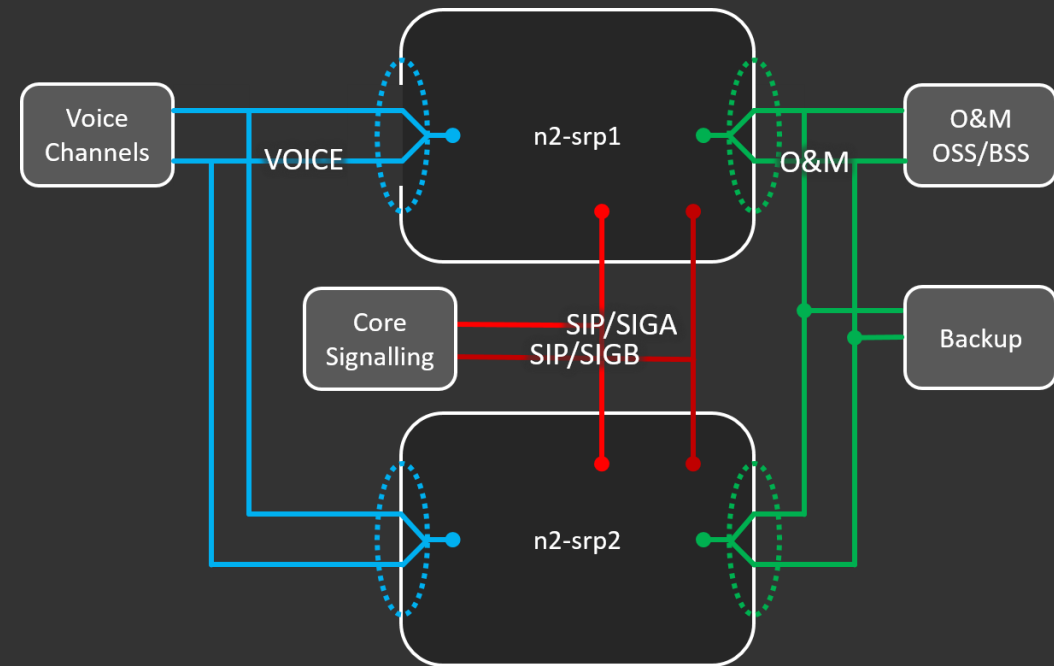 Voice
Channels
VOICE
n2-srp1
O&M
O&M
OSS/BSS
Core
Signalling
SIP/SIGA
SIP/SIGB
Backup
n2-srp2